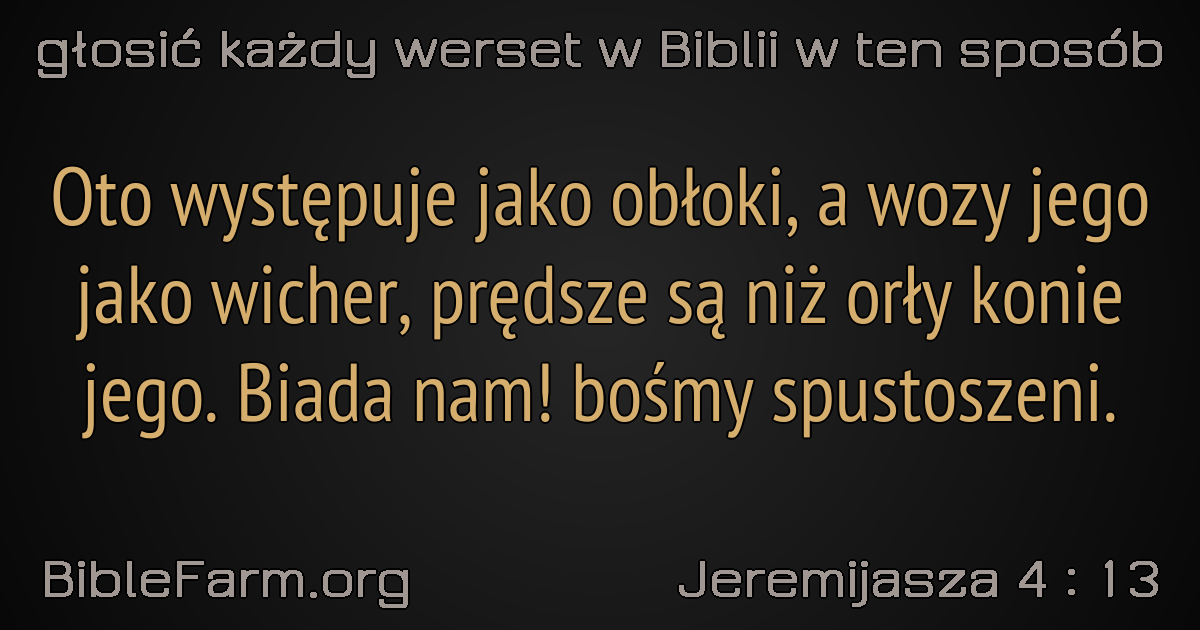 głosić każdy werset w Biblii w ten sposób
Oto występuje jako obłoki, a wozy jego
jako wicher, prędsze są niż orły konie
jego. Biada nam! bośmy spustoszeni.
BibleFarm.org
Jeremijasza 4 : 13